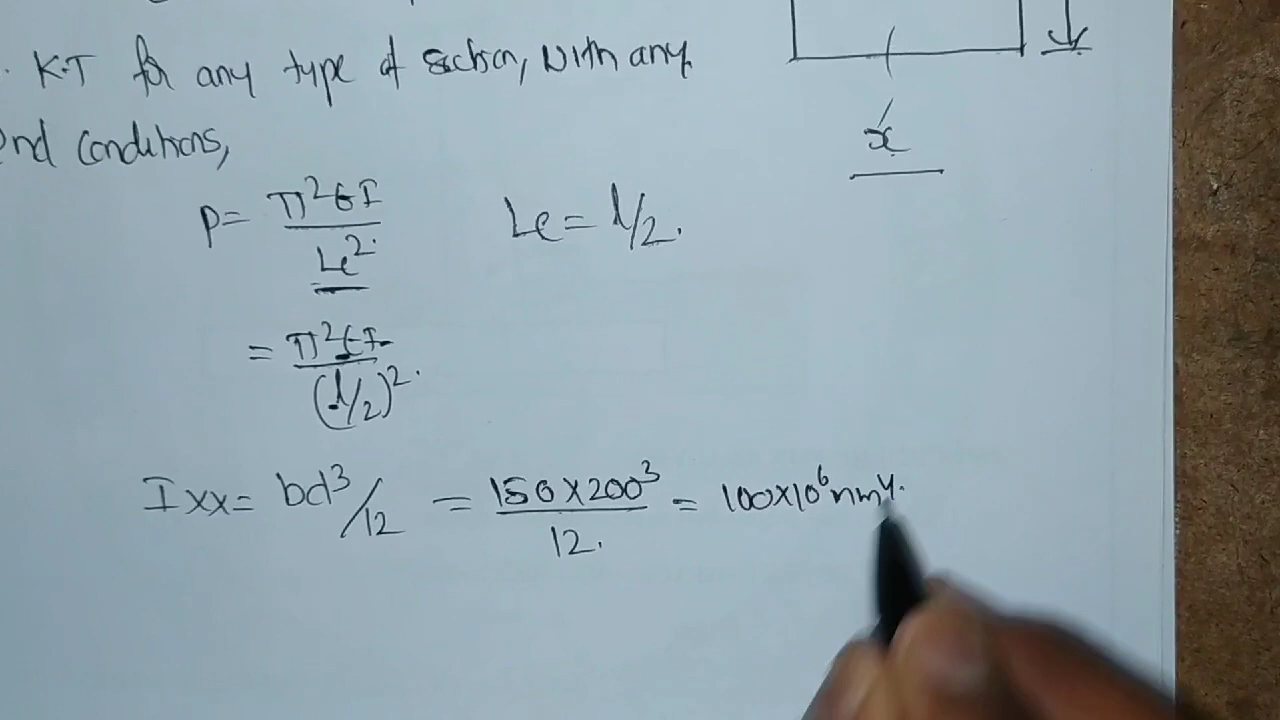 . K.T for any type of section, with any
end conditions,
x
P = π²EI / Le² Le = l/2.
= π²EI / (l/2)².
Ixx = bd³/12 = 150×200³ / 12. = 100×10⁶ mm⁴.